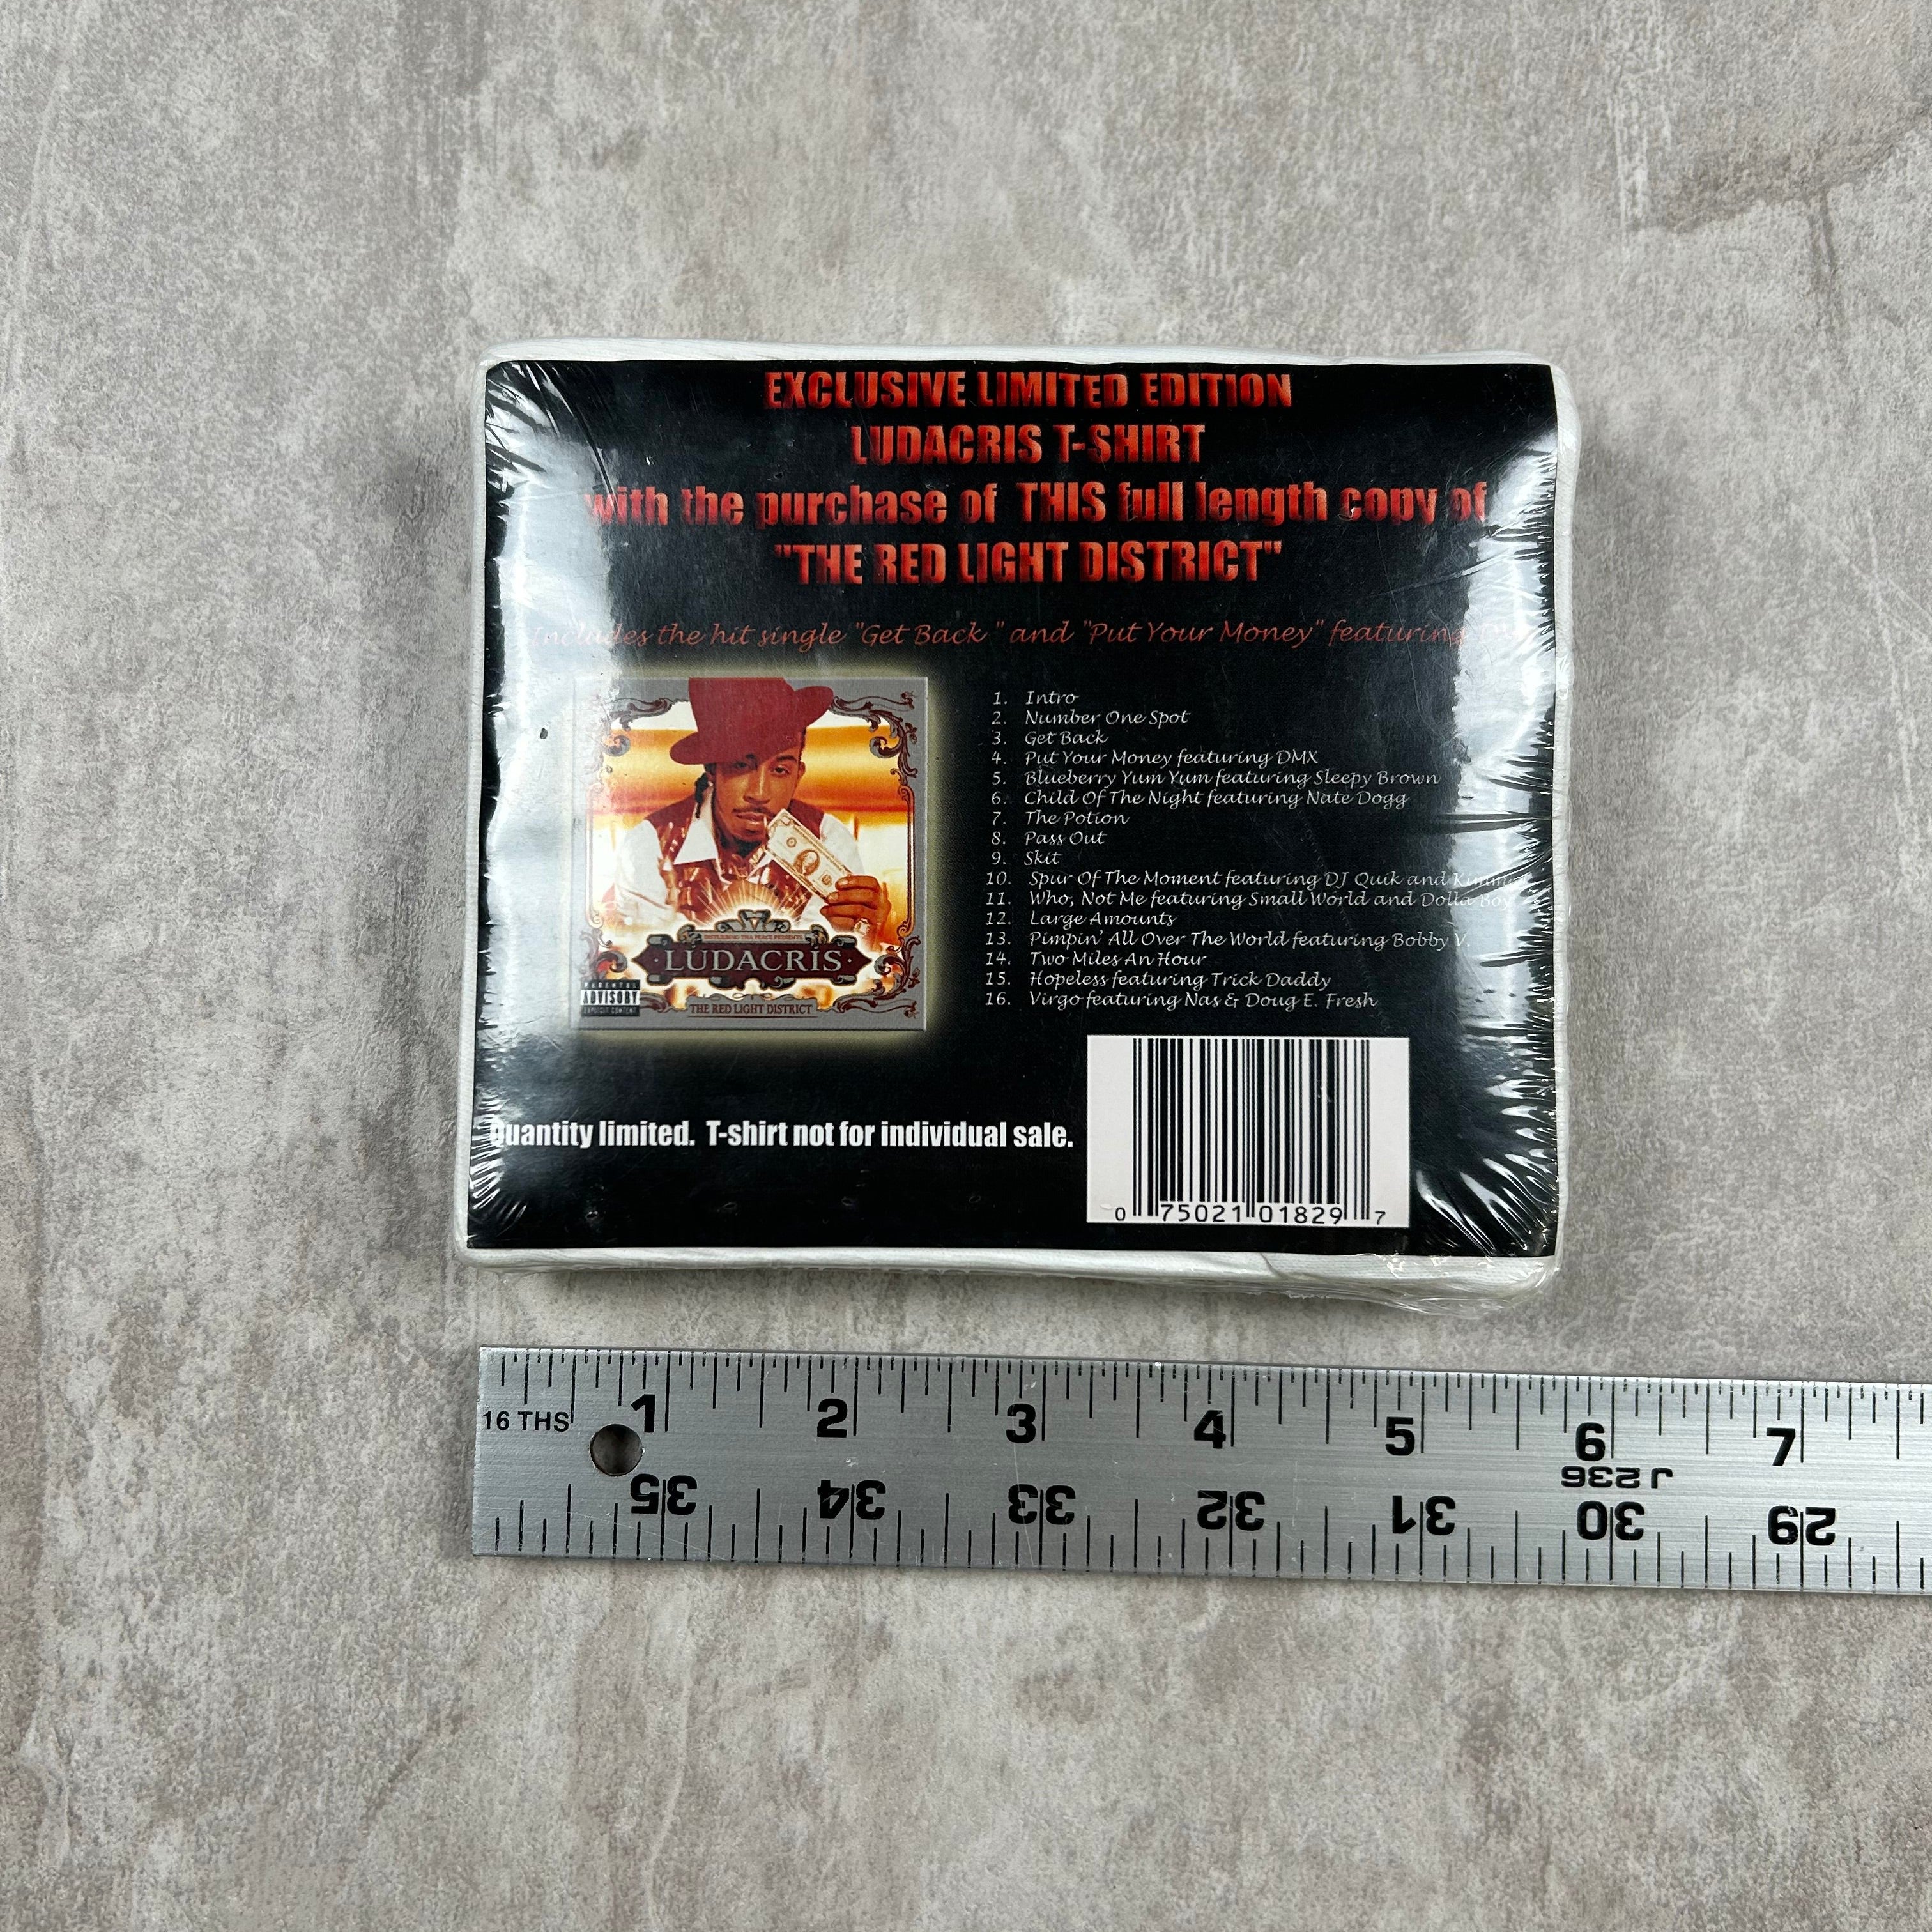 EXCLUSIVE LIMITED EDITION
LUDACRIS T-SHIRT
with the purchase of THIS full length copy of
"THE RED LIGHT DISTRICT"
Includes the hit single "Get Back " and "Put Your Money" featuring
1. Intro
2. Number One Spot
3. Get Back
4. Put Your Money featuring DMX
5. Blueberry Yum Yum featuring Sleepy Brown
6. Child Of The Night featuring Nate Dogg
7. The Potion
8. Pass Out
9. Skit
10. Spur Of The Moment featuring DJ Quik and
11. Who, Not Me featuring Small World and Dolla Boy
12. Large Amounts
13. Pimpin' All Over The World featuring Bobby V.
14. Two Miles An Hour
15. Hopeless featuring Trick Daddy
16. Virgo featuring Nas & Doug E. Fresh
DISTURBING THA PEACE PRESENTS
LUDACRIS
PARENTAL
ADVISORY
EXPLICIT CONTENT
THE RED LIGHT DISTRICT
Quantity limited. T-shirt not for individual sale.
0 75021 01829 7
16 THS 1 2 3 4 5 6 7
J236
35 34 33 32 31 30 29